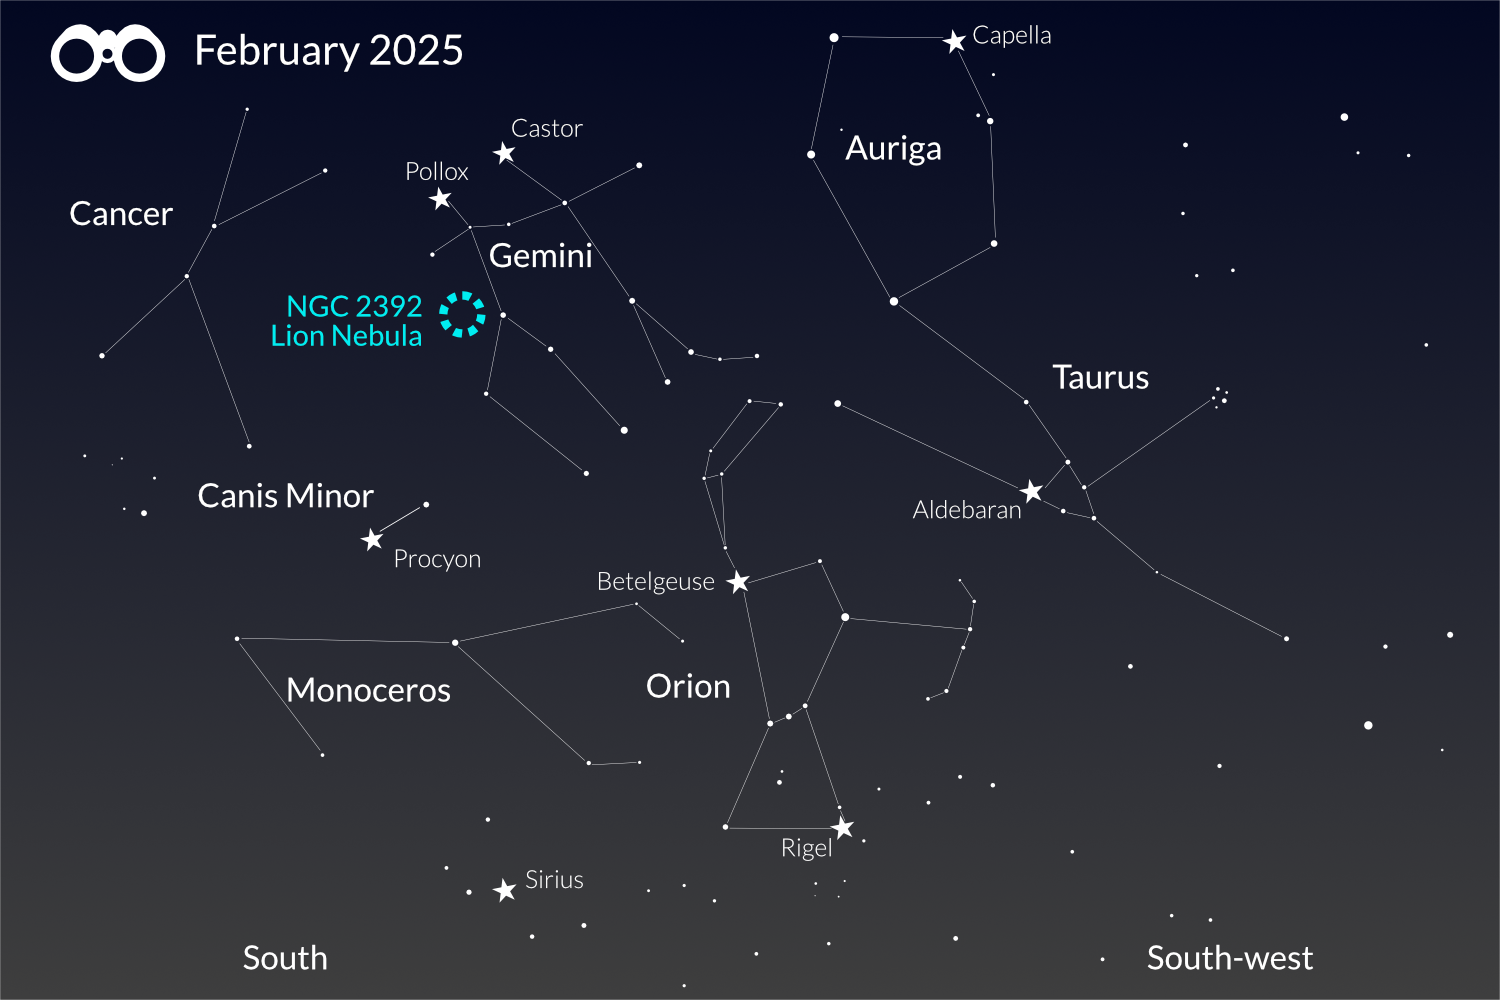 February 2025
Capella
Castor
Auriga
Pollox
Cancer
Gemini
NGC 2392
Lion Nebula
Taurus
Canis Minor
Aldebaran
Procyon
Betelgeuse
Monoceros
Orion
Rigel
Sirius
South
South-west